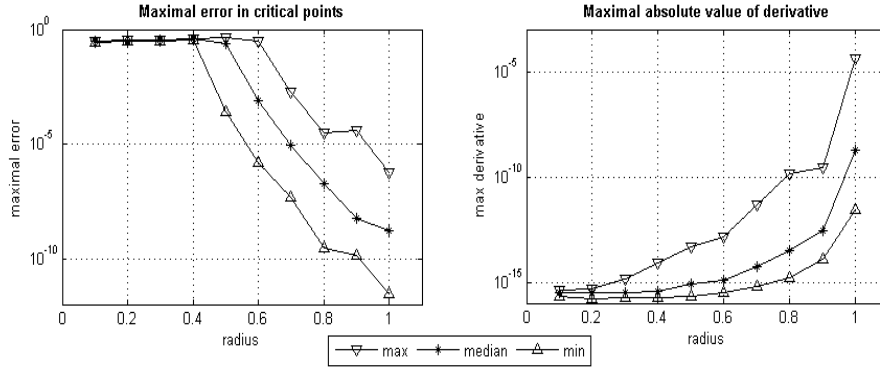 Maximal error in critical points
10^0
10^-5
10^-10
maximal error
0 0.2 0.4 0.6 0.8 1
radius
Maximal absolute value of derivative
10^-5
10^-10
10^-15
max derivative
0 0.2 0.4 0.6 0.8 1
radius
max median min